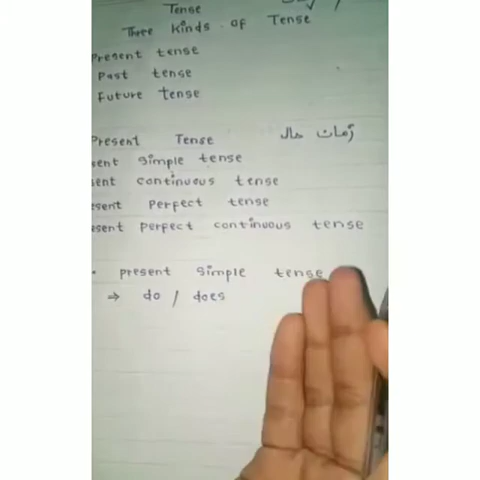 Tense
Three kinds of Tense
Present tense
Past tense
Future tense
Present Tense زمان حال
sent simple tense
sent continuous tense
esent perfect tense
esent perfect continuous tense
• present simple tense
⇒ do / does